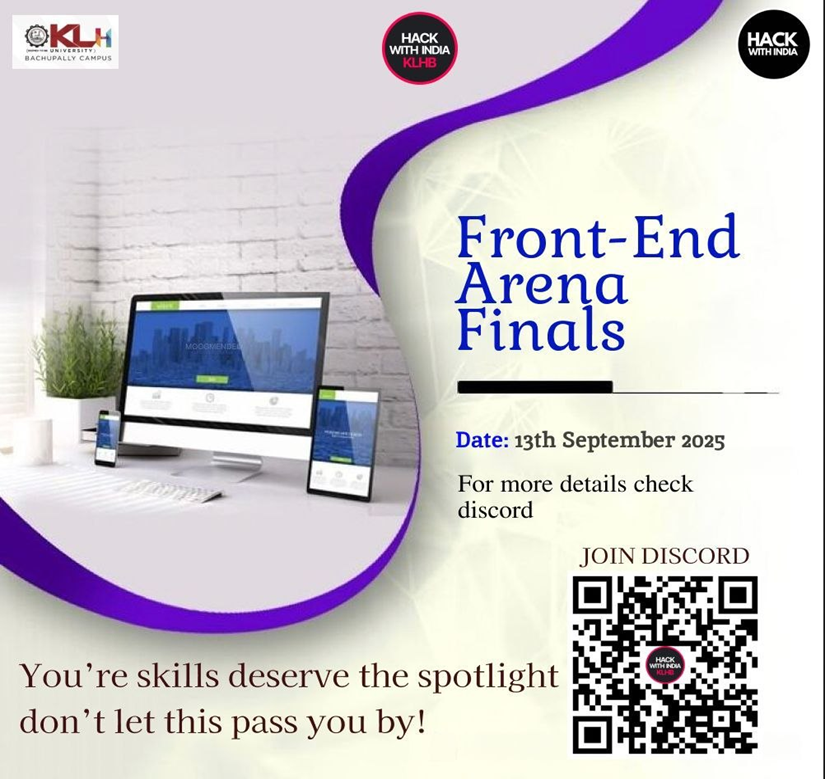 KLH
UNIVERSITY
BACHUPALLY CAMPUS
HACK
WITH INDIA
KLHB
HACK
WITH INDIA
Front-End
Arena
Finals
Date: 13th September 2025
For more details check
discord
JOIN DISCORD
HACK
WITH INDIA
KLHB
You're skills deserve the spotlight
don't let this pass you by!